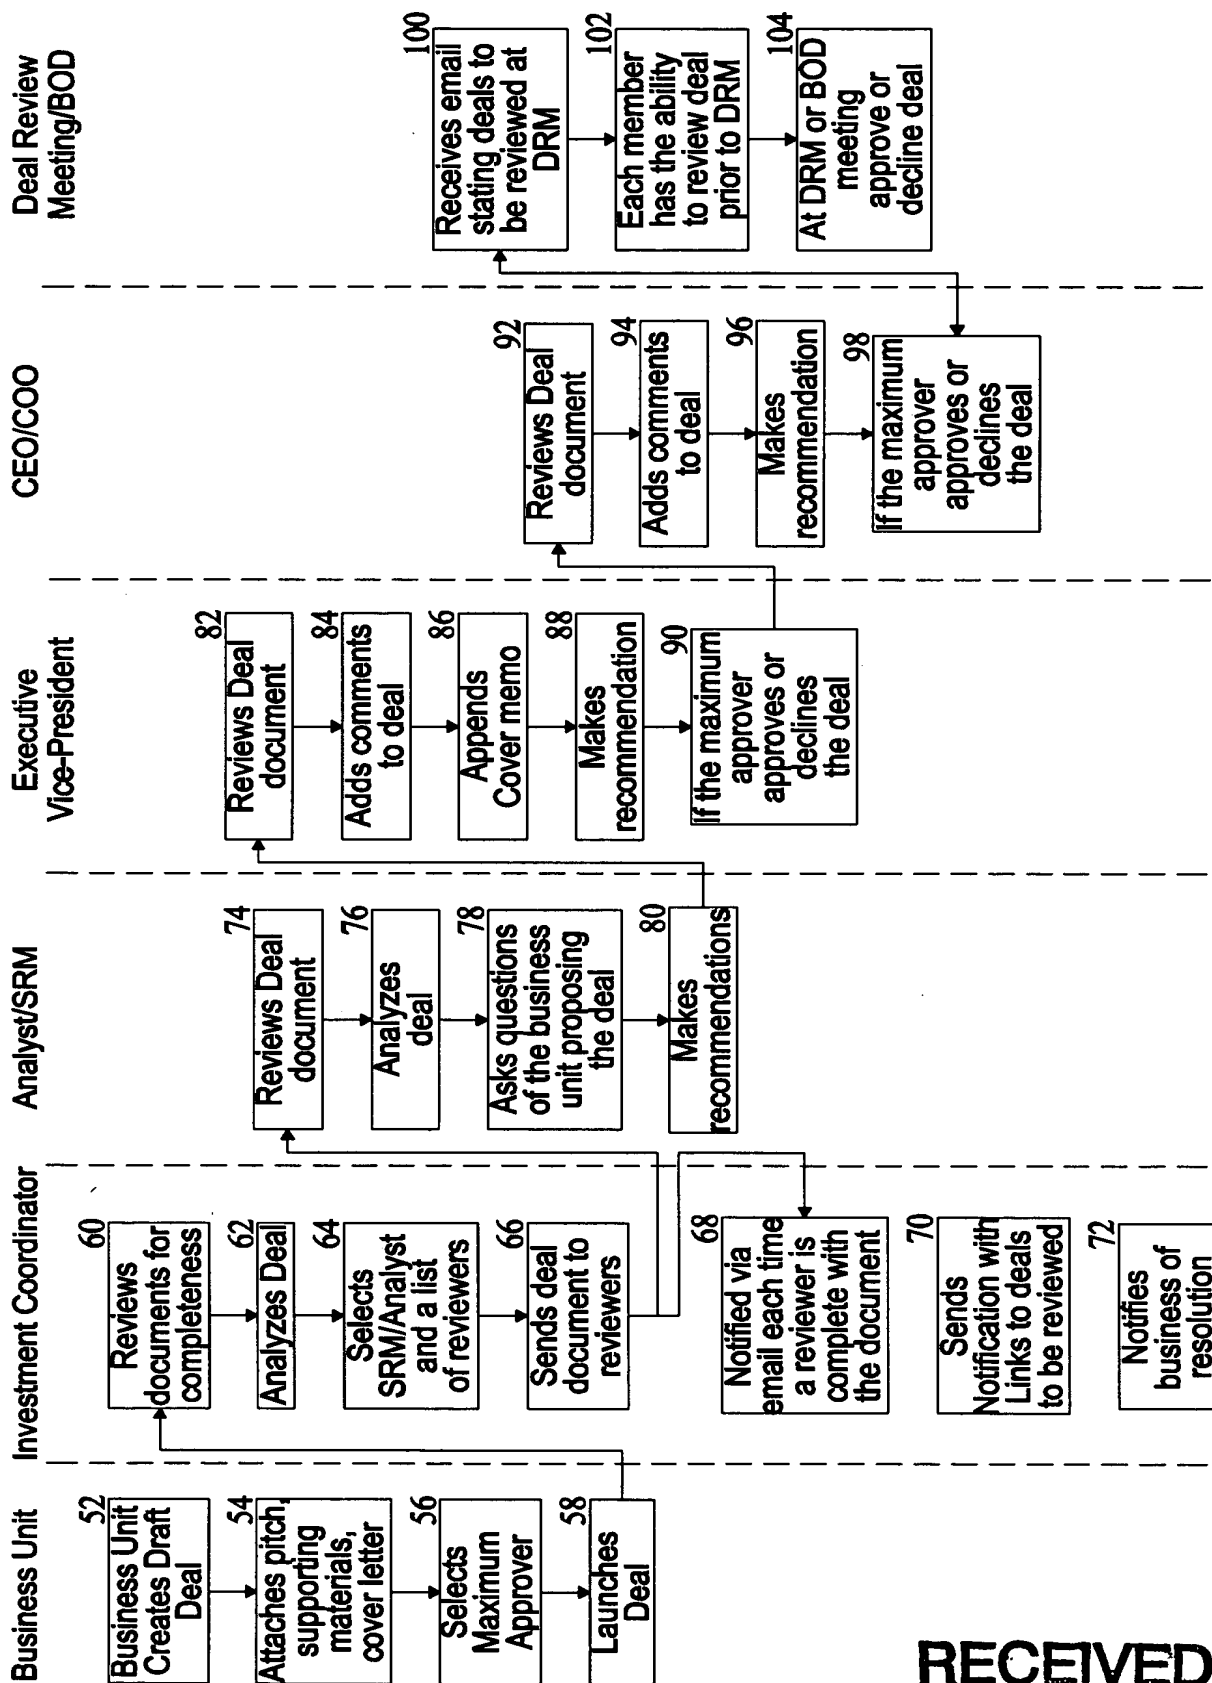 Business Unit
52
Business Unit
Creates Draft
Deal
54
Attaches pitch,
supporting
materials,
cover letter
56
Selects
Maximum
Approver
58
Launches
Deal
Investment Coordinator
60
Reviews
documents for
completeness
62
Analyzes Deal
64
Selects
SRM/Analyst
and a list
of reviewers
66
Sends deal
document to
reviewers
68
Notified via
email each time
a reviewer is
complete with
the document
70
Sends
Notification with
Links to deals
to be reviewed
72
Notifies
business of
resolution
Analyst/SRM
74
Reviews Deal
document
76
Analyzes
deal
78
Asks questions
of the business
unit proposing
the deal
80
Makes
recommendations
Executive
Vice-President
82
Reviews Deal
document
84
Adds comments
to deal
86
Appends
Cover memo
88
Makes
recommendation
90
If the maximum
approver
approves or
declines
the deal
CEO/COO
92
Reviews Deal
document
94
Adds comments
to deal
96
Makes
recommendation
98
If the maximum
approver
approves or
declines
the deal
Deal Review
Meeting/BOD
100
Receives email
stating deals to
be reviewed at
DRM
102
Each member
has the ability
to review deal
prior to DRM
104
At DRM or BOD
meeting
approve or
decline deal
RECEIVED